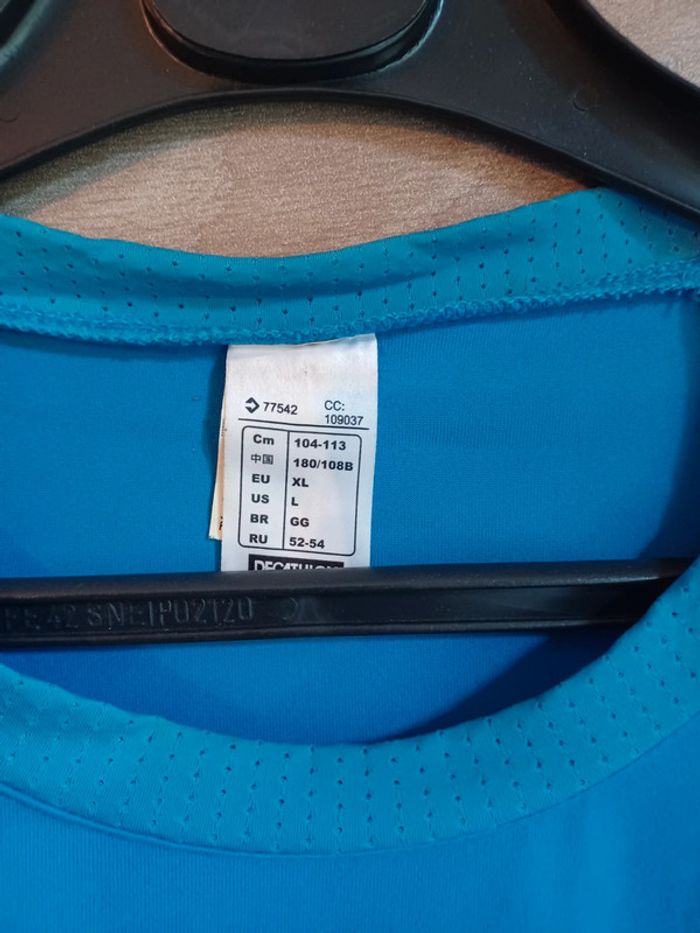 77542 CC:
109037
Cm 104-113
中国 180/108B
EU XL
US L
BR GG
RU 52-54
DECATHLON